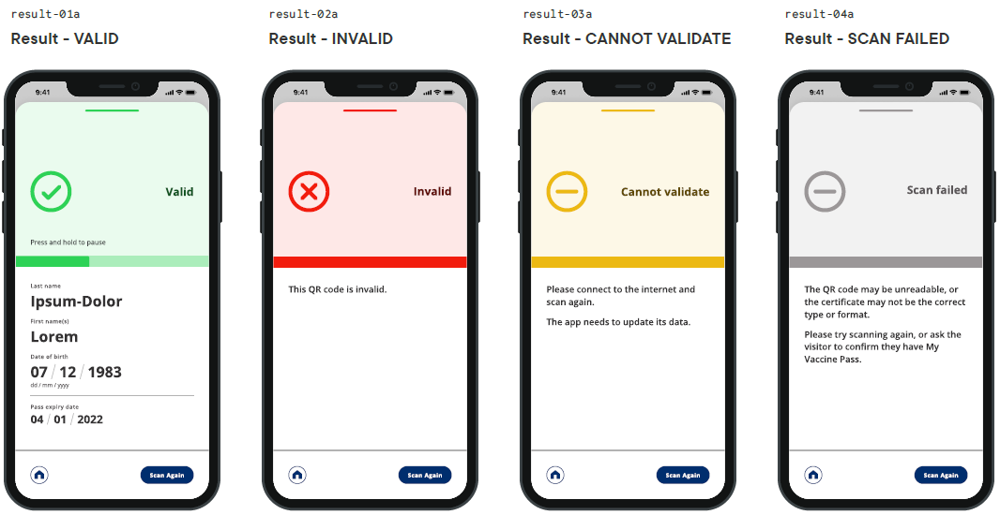 result-01a
Result - VALID
9:41
Valid
Press and hold to pause
Last name
Ipsum-Dolor
First name(s)
Lorem
Date of birth
07 / 12 / 1983
dd / mm / yyyy
Pass expiry date
04 / 01 / 2022
Scan Again
result-02a
Result - INVALID
9:41
Invalid
This QR code is invalid.
Scan Again
result-03a
Result - CANNOT VALIDATE
9:41
Cannot validate
Please connect to the internet and
scan again.
The app needs to update its data.
Scan Again
result-04a
Result - SCAN FAILED
9:41
Scan failed
The QR code may be unreadable, or
the certificate may not be the correct
type or format.
Please try scanning again, or ask the
visitor to confirm they have My
Vaccine Pass.
Scan Again